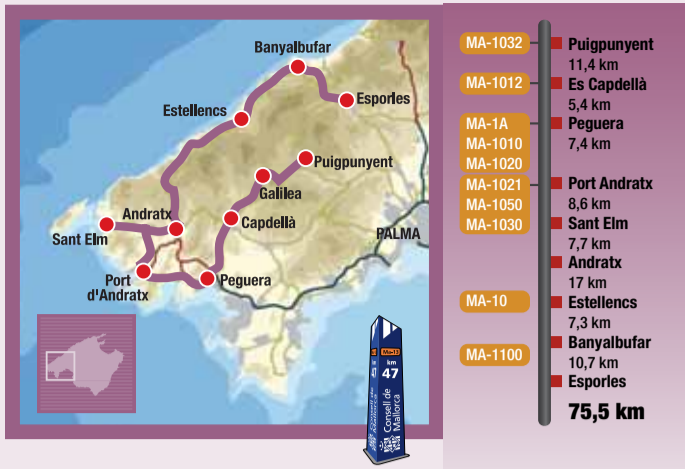 Banyalbufar
Esporles
Estellencs
Puigpunyent
Galilea
Andratx
Capdellà
Sant Elm
PALMA
Port
d'Andratx
Peguera
Ma-10
km
47
47
Consell de
Mallorca
MA-1032
Puigpunyent
11,4 km
MA-1012
Es Capdellà
5,4 km
MA-1A
Peguera
MA-1010
7,4 km
MA-1020
MA-1021
Port Andratx
MA-1050
8,6 km
MA-1030
Sant Elm
7,7 km
Andratx
17 km
MA-10
Estellencs
7,3 km
Banyalbufar
MA-1100
10,7 km
Esporles
75,5 km